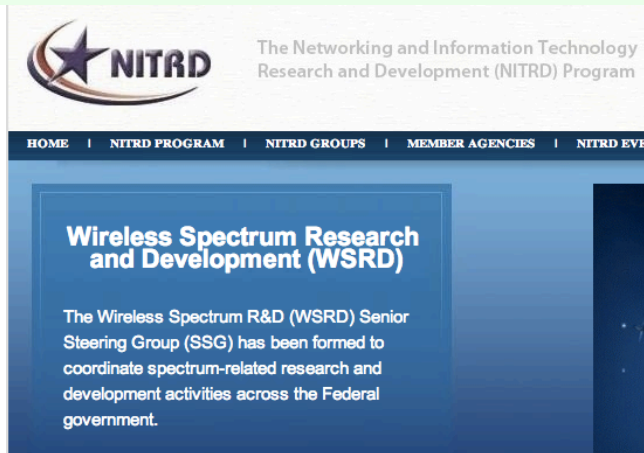 NITRD
The Networking and Information Technology
Research and Development (NITRD) Program
HOME | NITRD PROGRAM | NITRD GROUPS | MEMBER AGENCIES | NITRD
Wireless Spectrum Research
and Development (WSRD)
The Wireless Spectrum R&D (WSRD) Senior
Steering Group (SSG) has been formed to
coordinate spectrum-related research and
development activities across the Federal
government.